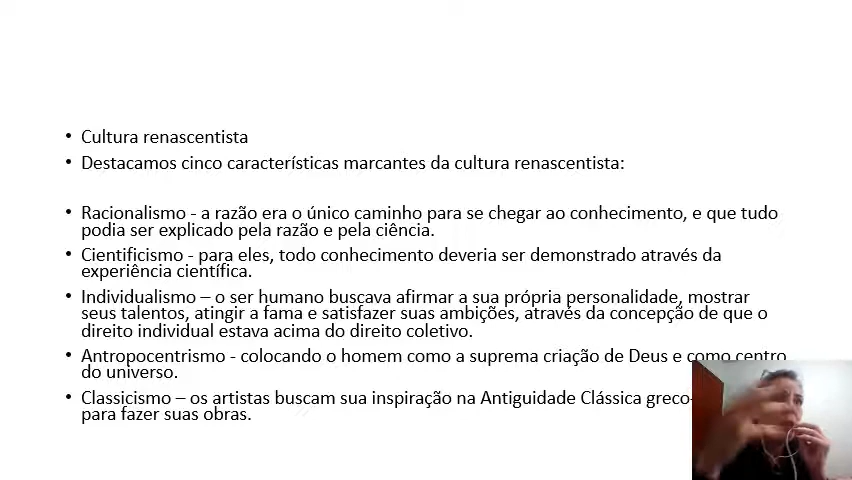 • Cultura renascentista
• Destacamos cinco características marcantes da cultura renascentista:
• Racionalismo - a razão era o único caminho para se chegar ao conhecimento, e que tudo
podia ser explicado pela razão e pela ciência.
• Cientificismo - para eles, todo conhecimento deveria ser demonstrado através da
experiência científica.
• Individualismo – o ser humano buscava afirmar a sua própria personalidade, mostrar
seus talentos, atingir a fama e satisfazer suas ambições, através da concepção de que o
direito individual estava acima do direito coletivo.
• Antropocentrismo - colocando o homem como a suprema criação de Deus e como centro
do universo.
• Classicismo – os artistas buscam sua inspiração na Antiguidade Clássica greco-
para fazer suas obras.